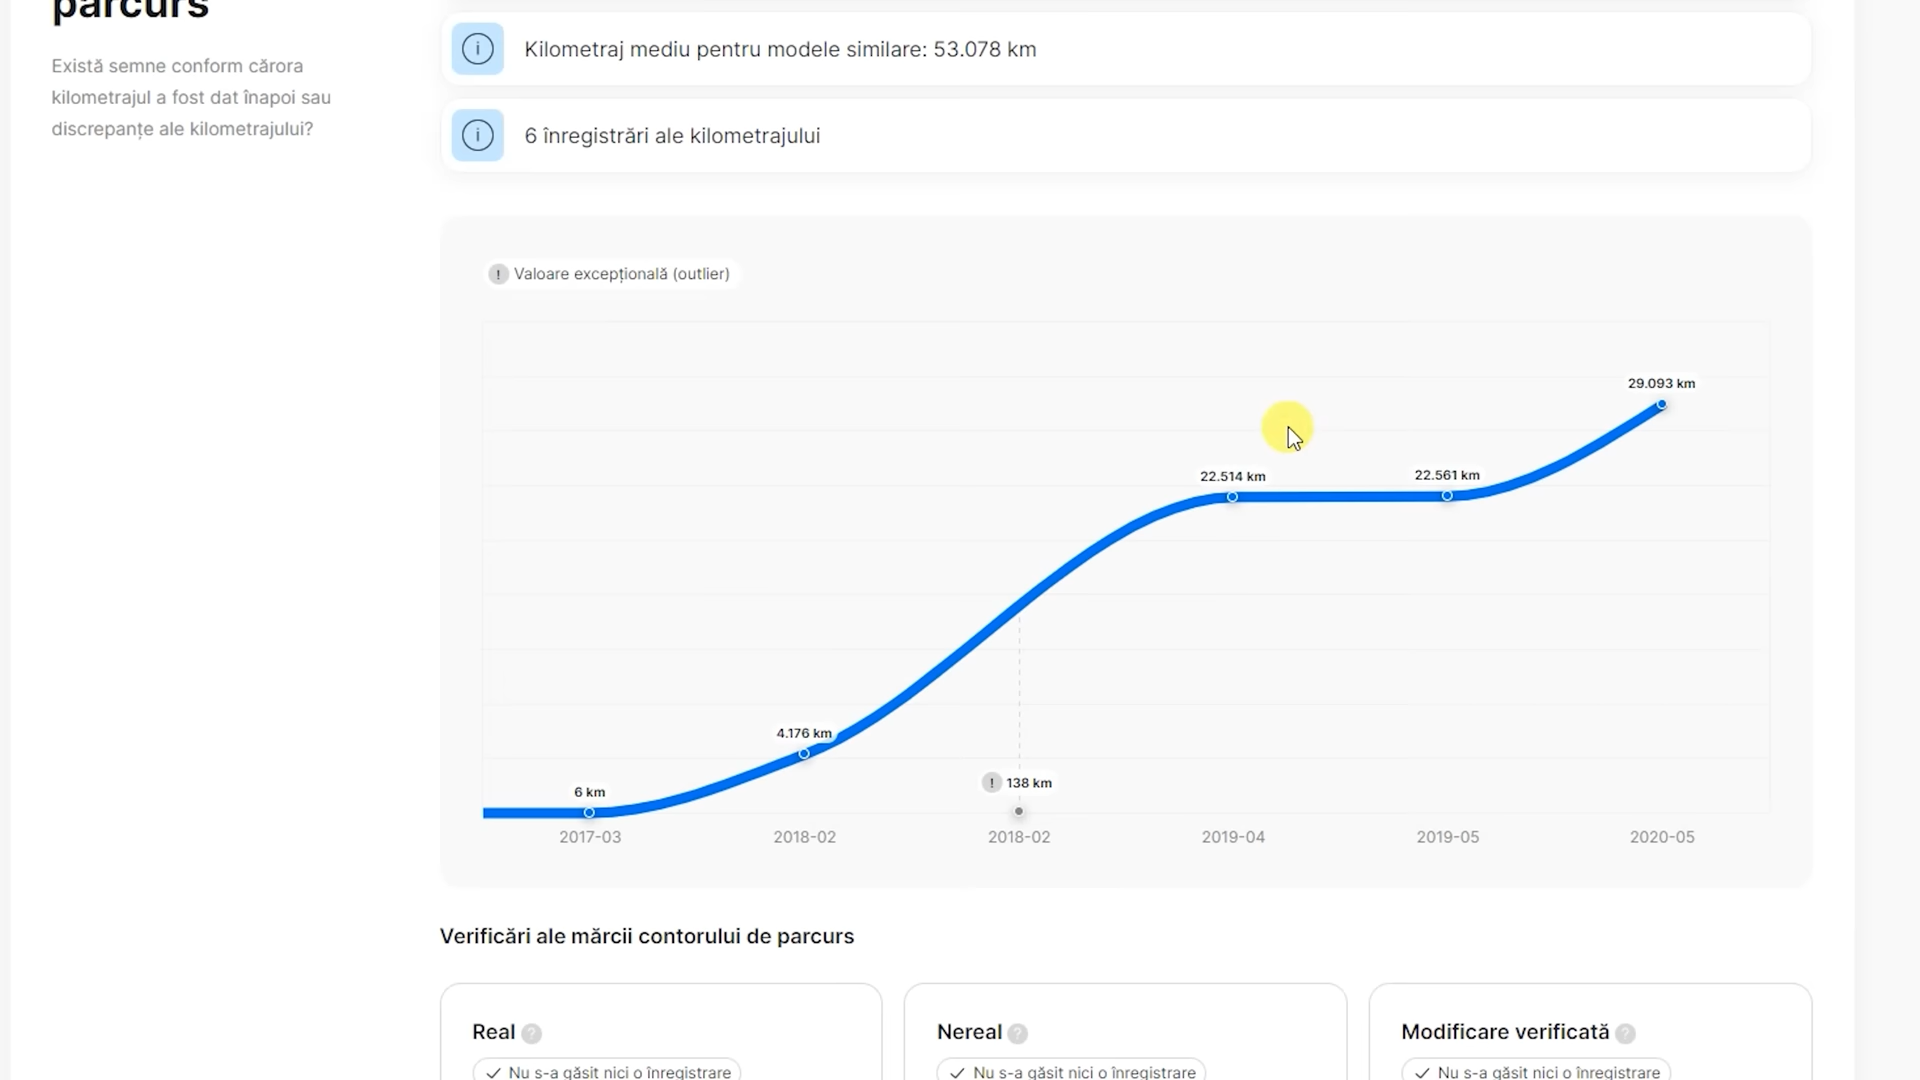 parcurs
Există semne conform cărora
kilometrajul a fost dat înapoi sau
discrepanțe ale kilometrajului?
Kilometraj mediu pentru modele similare: 53.078 km
6 înregistrări ale kilometrajului
! Valoare excepțională (outlier)
29.093 km
22.514 km
22.561 km
4.176 km
! 138 km
6 km
2017-03 2018-02 2018-02 2019-04 2019-05 2020-05
Verificări ale mărcii contorului de parcurs
Real ?
Nu s-a găsit nici o înregistrare
Nereal ?
Nu s-a găsit nici o înregistrare
Modificare verificată ?
Nu s-a găsit nici o înregistrare